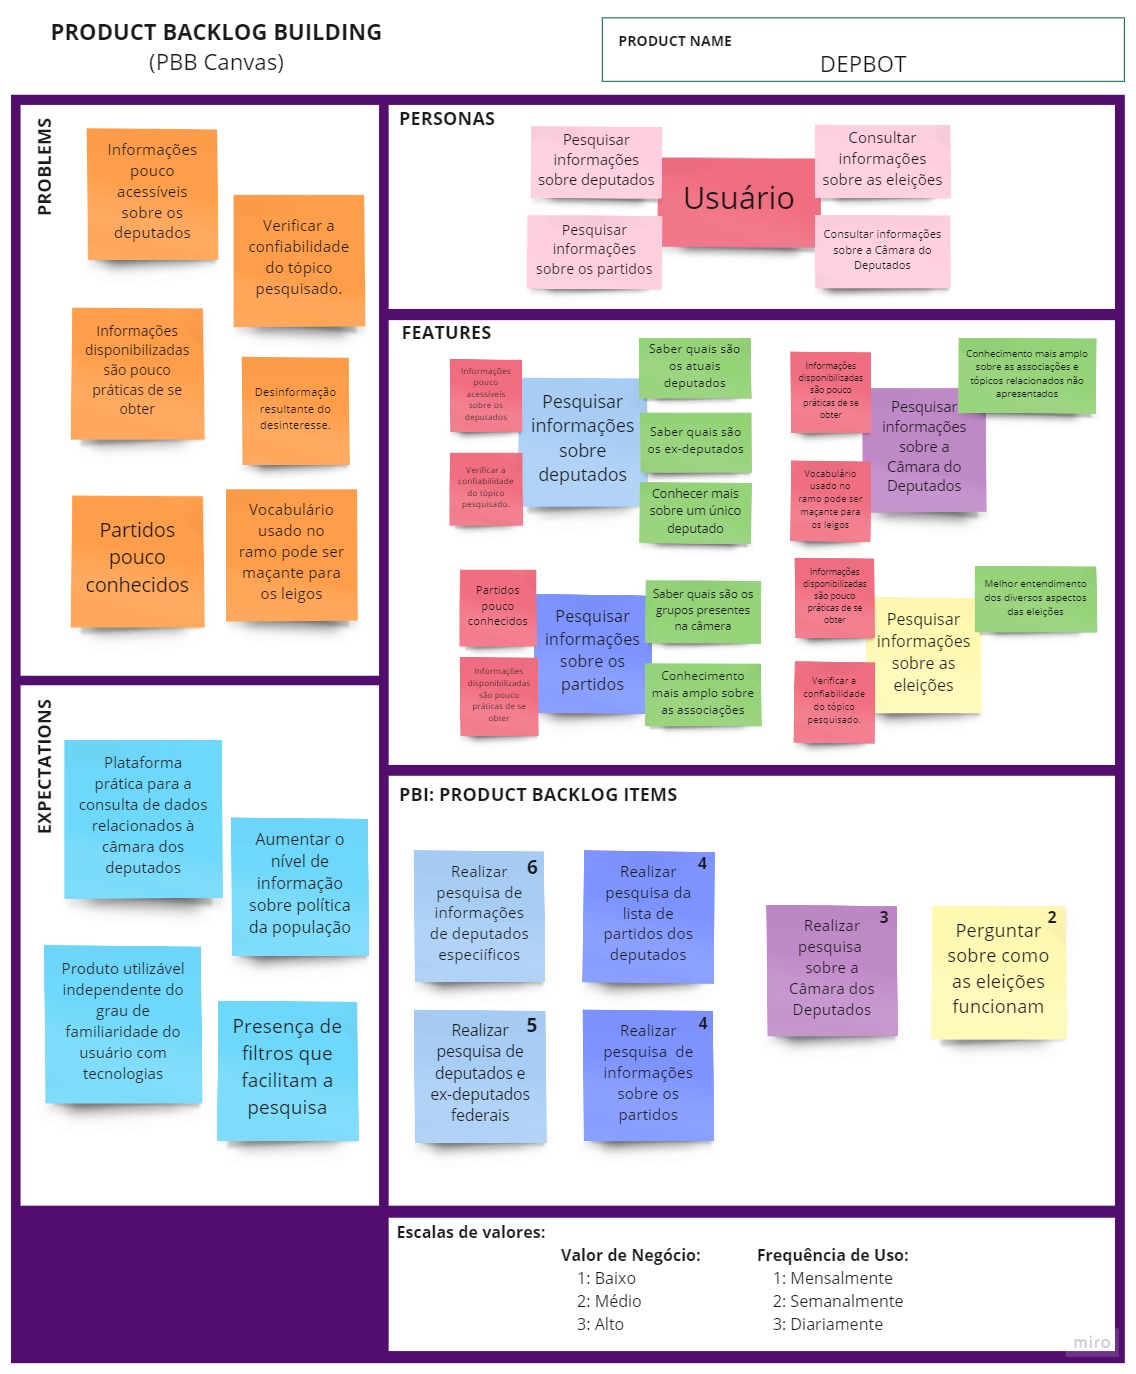 PRODUCT BACKLOG BUILDING
(PBB Canvas)
PRODUCT NAME
DEPBOT
PROBLEMS
Informações
pouco
acessíveis
sobre os
deputados
Verificar a
confiabilidade
do tópico
pesquisado.
Informações
disponibilizadas
são pouco
práticas de se
obter
Desinformação
resultante do
desinteresse.
Partidos
pouco
conhecidos
Vocabulário
usado no
ramo pode ser
maçante para
os leigos
EXPECTATIONS
Plataforma
prática para a
consulta de dados
relacionados à
câmara dos
deputados
Aumentar o
nível de
informação
sobre política
da população
Produto utilizável
independente do
grau de
familiaridade do
usuário com
tecnologias
Presença de
filtros que
facilitam a
pesquisa
PERSONAS
Pesquisar
informações
sobre deputados
Pesquisar
informações
sobre os partidos
Usuário
Consultar
informações
sobre as eleições
Consultar informações
sobre a Câmara do
Deputados
FEATURES
Informações
pouco
acessíveis
sobre os
deputados
Verificar a
confiabilidade
do tópico
pesquisado.
Pesquisar
informações
sobre
deputados
Saber quais são
os atuais
deputados
Saber quais são
os ex-deputados
Conhecer mais
sobre um único
deputado
Informações
disponibilizadas
são pouco
práticas de se
obter
Vocabulário
usado no
ramo pode ser
maçante para
os leigos
Pesquisar
informações
sobre a
Câmara do
Deputados
Conhecimento mais amplo
sobre as associações e
tópicos relacionados não
apresentados
Partidos
pouco
conhecidos
Informações
disponibilizadas
são pouco
práticas de se
obter
Pesquisar
informações
sobre os
partidos
Saber quais são os
grupos presentes
na câmera
Conhecimento
mais amplo sobre
as associações
Informações
disponibilizadas
são pouco
práticas de se
obter
Verificar a
confiabilidade
do tópico
pesquisado.
Pesquisar
informações
sobre as
eleições
Melhor entendimento
dos diversos aspectos
das eleições
PBI: PRODUCT BACKLOG ITEMS
6
Realizar
pesquisa de
informações
de deputados
especiíficos
4
Realizar
pesquisa da
lista de
partidos dos
deputados
3
Realizar
pesquisa
sobre a
Câmara dos
Deputados
2
Perguntar
sobre como
as eleições
funcionam
5
Realizar
pesquisa de
deputados e
ex-deputados
federais
4
Realizar
pesquisa de
informações
sobre os
partidos
Escalas de valores:
Valor de Negócio:
1: Baixo
2: Médio
3: Alto
Frequência de Uso:
1: Mensalmente
2: Semanalmente
3: Diariamente
miro